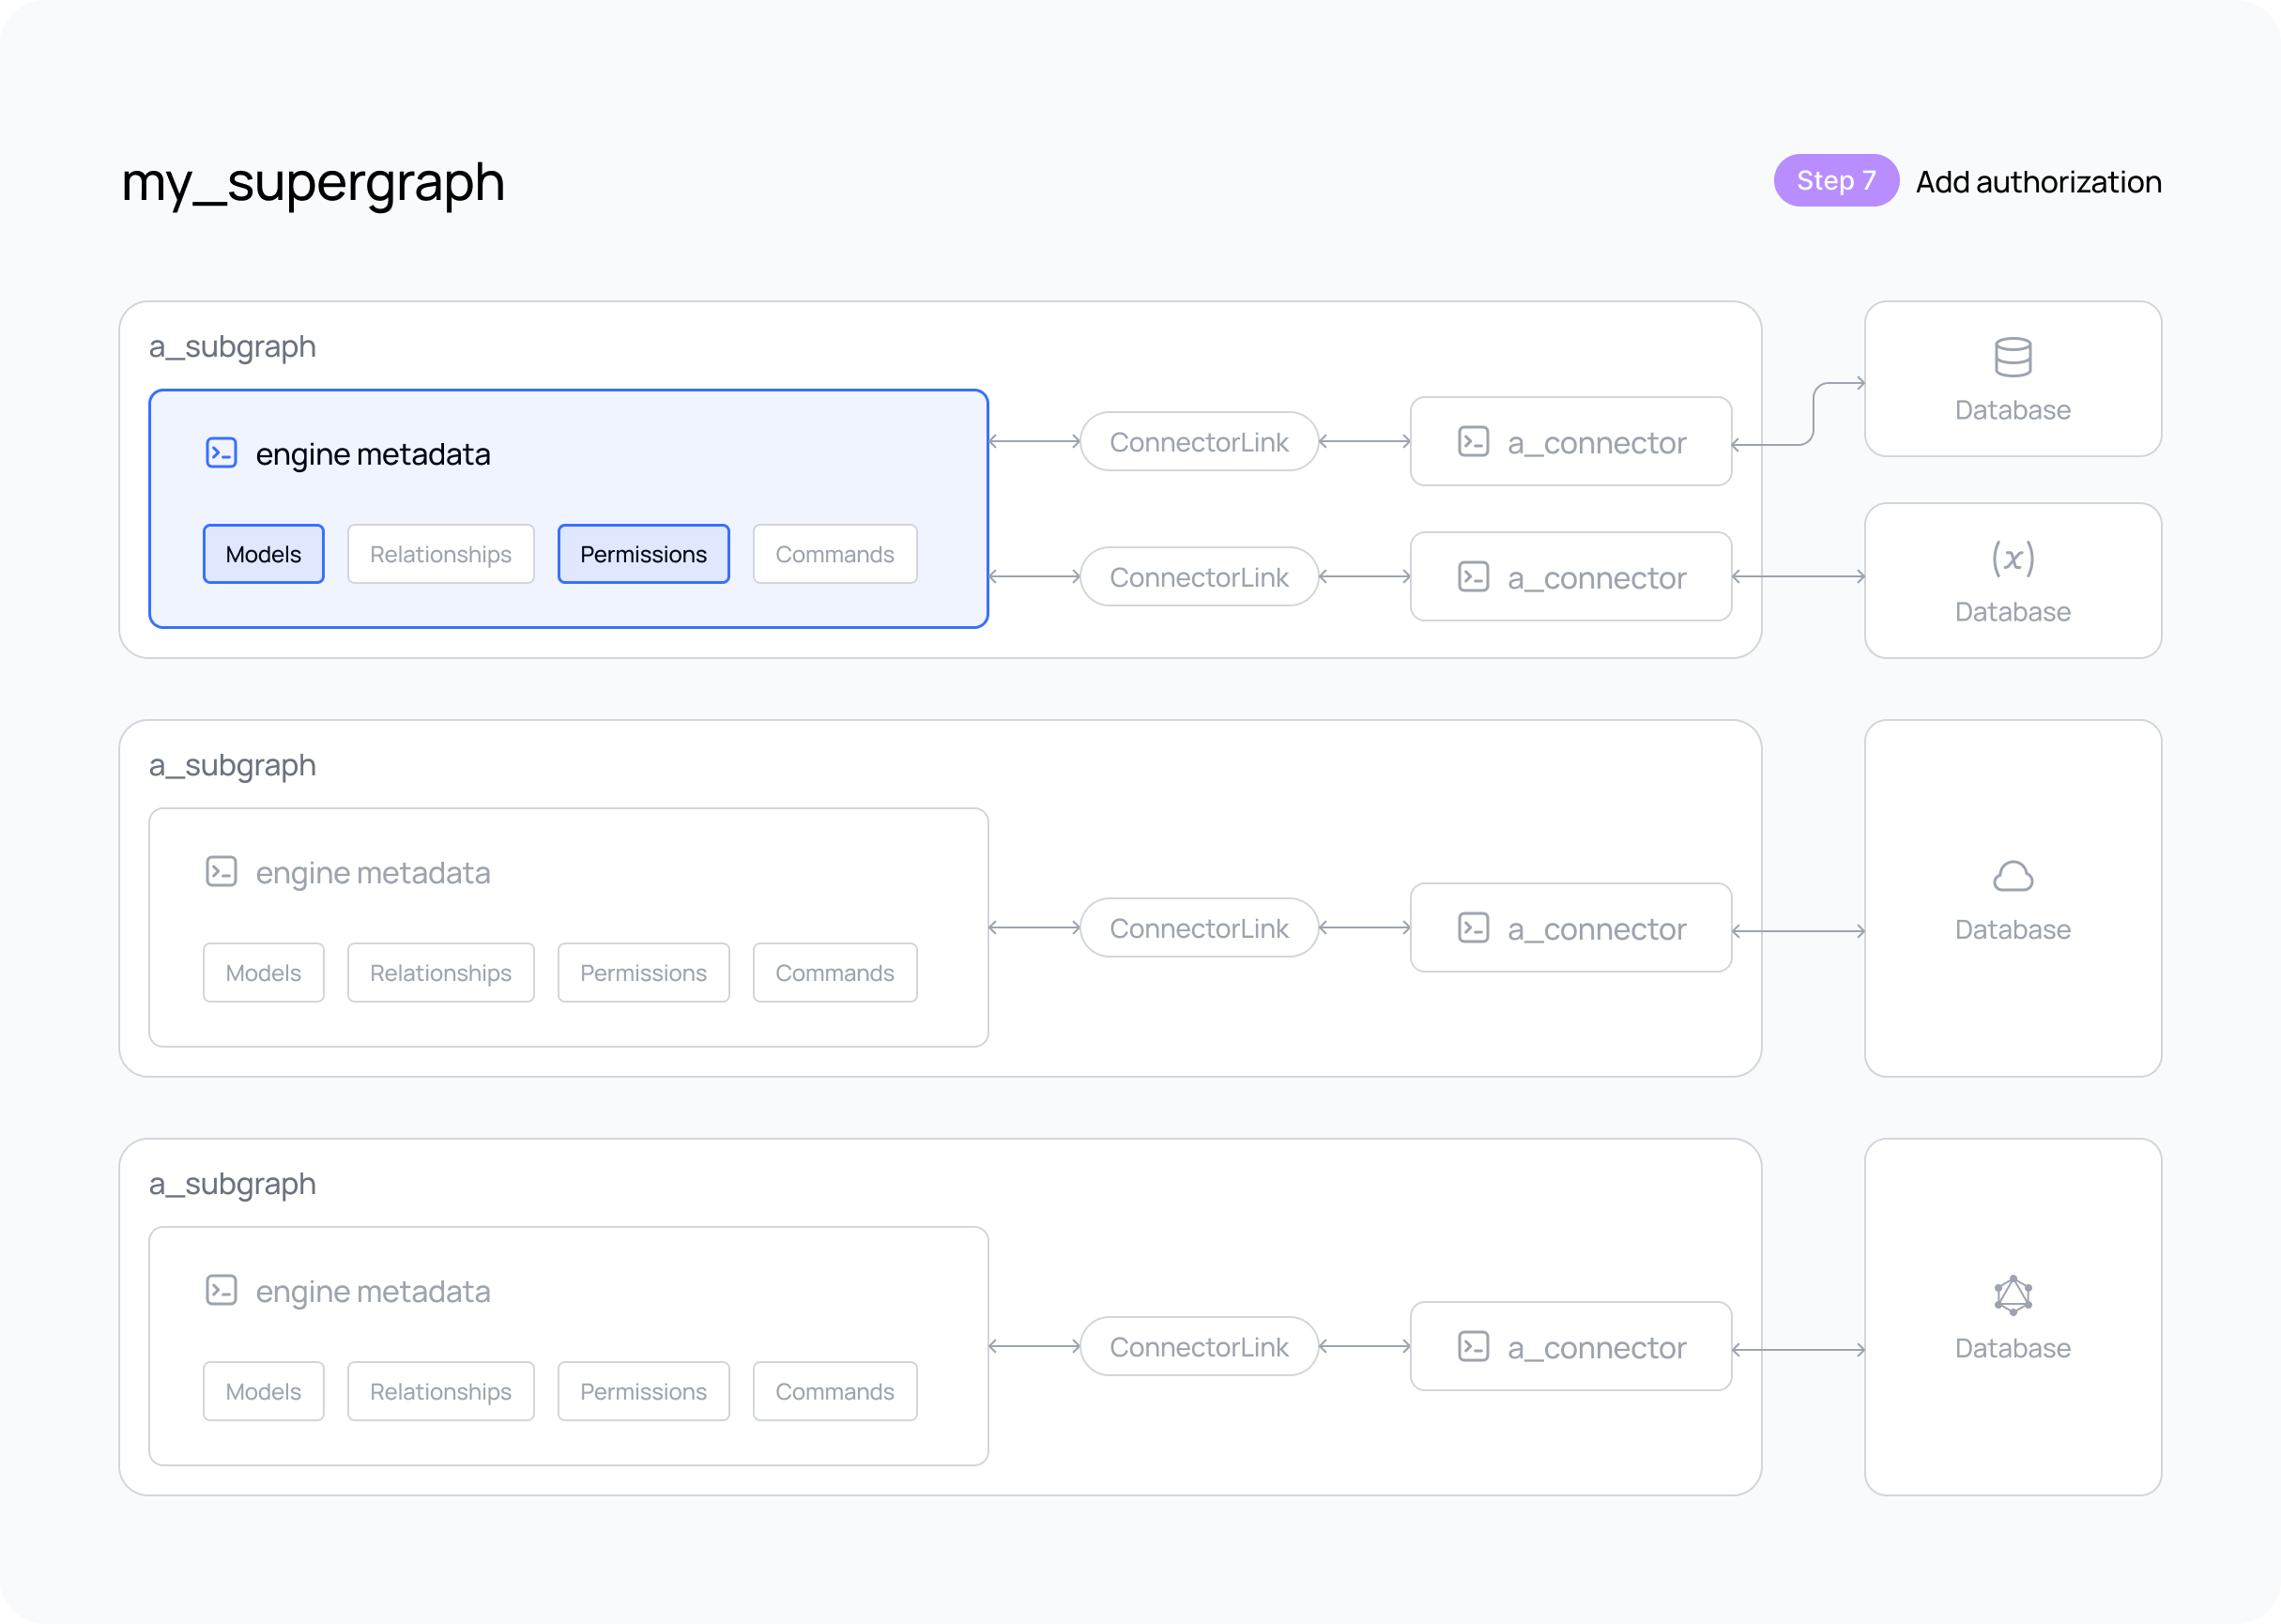 my_supergraph
Step 7 Add authorization
a_subgraph
engine metadata
Models Relationships Permissions Commands
ConnectorLink
a_connector
Database
ConnectorLink
a_connector
(x)
Database
a_subgraph
engine metadata
Models Relationships Permissions Commands
ConnectorLink
a_connector
Database
a_subgraph
engine metadata
Models Relationships Permissions Commands
ConnectorLink
a_connector
Database